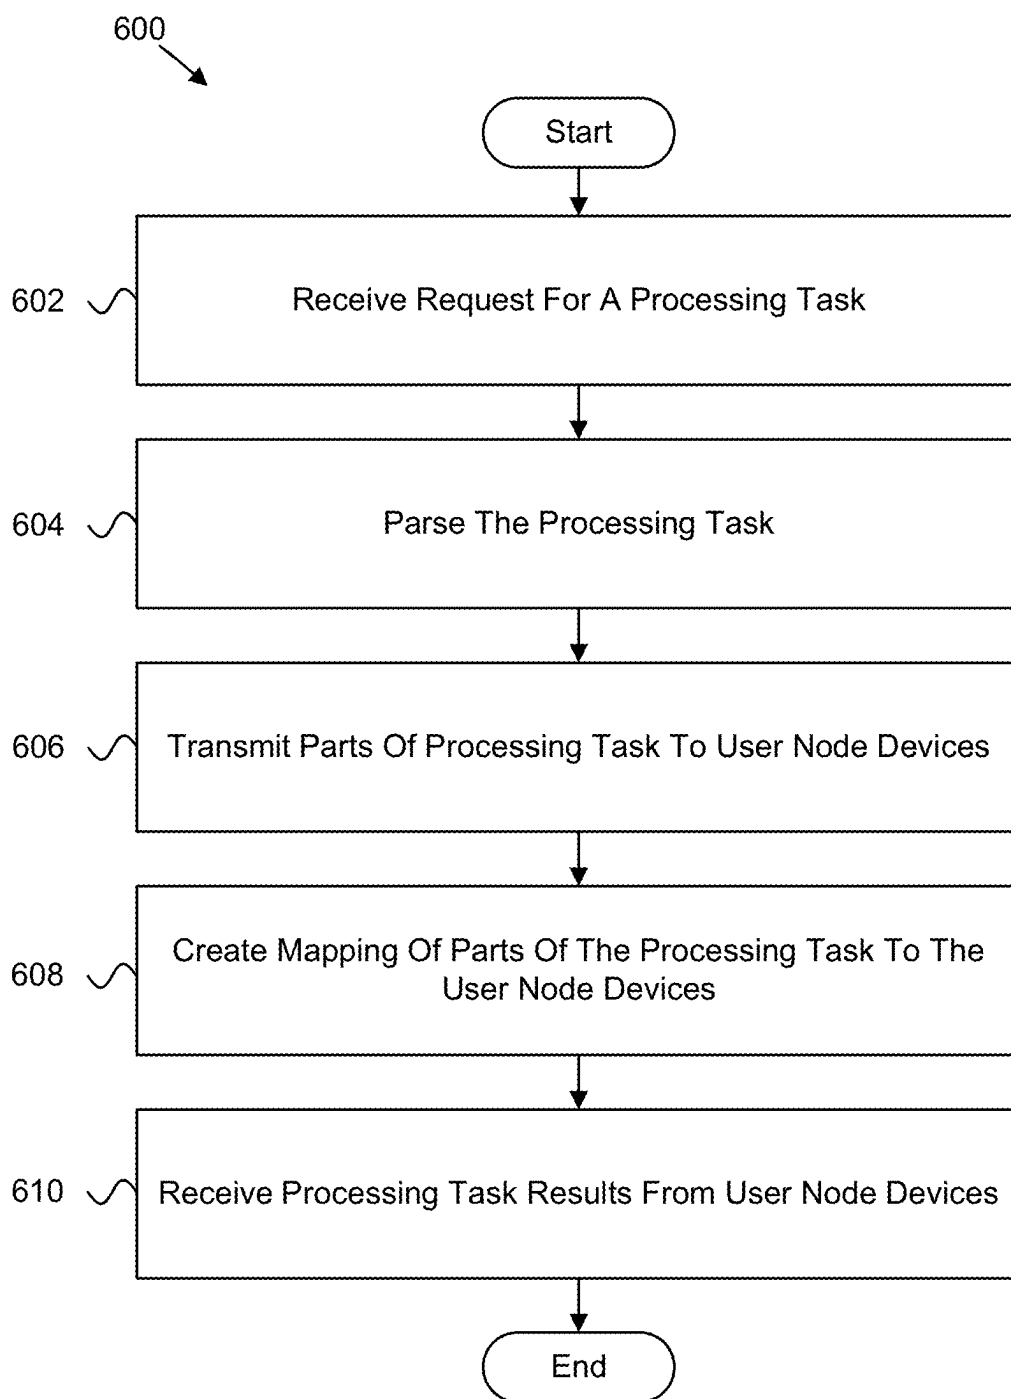 600
Start
602
Receive Request For A Processing Task
604
Parse The Processing Task
606
Transmit Parts Of Processing Task To User Node Devices
608
Create Mapping Of Parts Of The Processing Task To The
User Node Devices
610
Receive Processing Task Results From User Node Devices
End